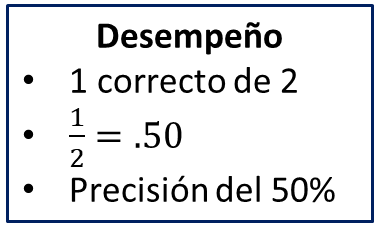 Desempeño
• 1 correcto de 2
• 1/2 = .50
• Precisión del 50%